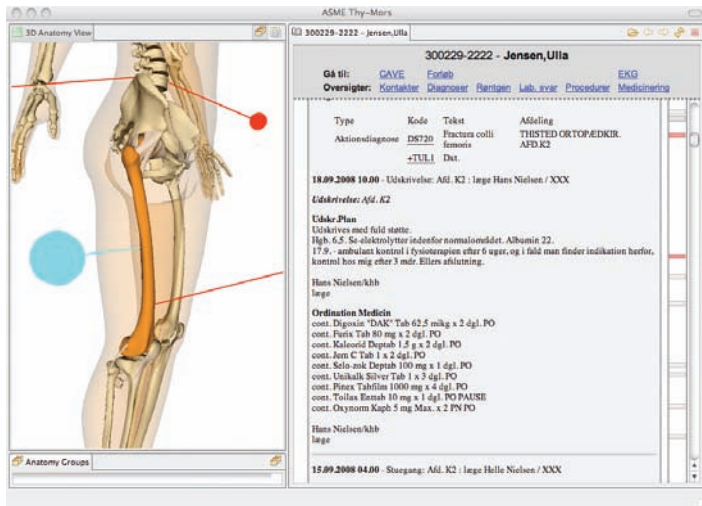 ASME Thy-Mors
3D Anatomy View
300229-2222 - Jensen,Ulla
300229-2222 - Jensen,Ulla
Gå til: CAVE Forløb EKG
Oversigter: Kontakter Diagnoser Røntgen Lab. svar Procedurer Medicinering
Type Kode Tekst Afdeling
Aktionsdiagnose DS720 Fractura colli femoris THISTED ORTOPÆDKIR. AFD.K2
+TUL1 Dxt.
18.09.2008 10.00 - Udskrivelse: Afd. K2 : læge Hans Nielsen / XXX
Udskrivelse: Afd. K2
Udskr.Plan
Udskrives med fuld støtte.
Hgb. 6,5. Se-elektrolytter indenfor normalområdet. Albumin 22.
17.9. - ambulant kontrol i fysioterapien efter 6 uger, og i fald man finder indikation herfor,
kontrol hos mig efter 3 mdr. Ellers afslutning.
Hans Nielsen/khb
læge
Ordination Medicin
cont. Digoxin "DAK" Tab 62,5 mikg x 2 dgl. PO
cont. Furix Tab 80 mg x 2 dgl. PO
cont. Kaleorid Deptab 1,5 g x 2 dgl. PO
cont. Jern C Tab 1 x 2 dgl. PO
cont. Selo-zok Deptab 100 mg x 1 dgl. PO
cont. Unikalk Silver Tab 1 x 3 dgl. PO
cont. Pinex Tabfilm 1000 mg x 4 dgl. PO
cont. Toilax Enttab 10 mg x 1 dgl. PO PAUSE
cont. Oxynorm Kaph 5 mg Max. x 2 PN PO
Hans Nielsen/khb
læge
15.09.2008 04.00 - Stuegang: Afd. K2 : læge Helle Nielsen / XXX
Anatomy Groups